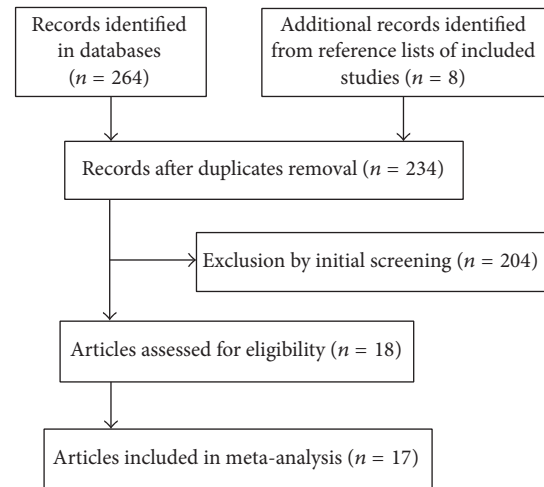 Records identified
in databases
(n = 264)
Additional records identified
from reference lists of included
studies (n = 8)
Records after duplicates removal (n = 234)
Exclusion by initial screening (n = 204)
Articles assessed for eligibility (n = 18)
Articles included in meta-analysis (n = 17)